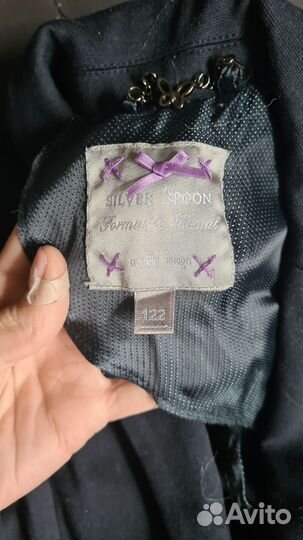 SILVER SPOON
Formal & Casual
122
Avito